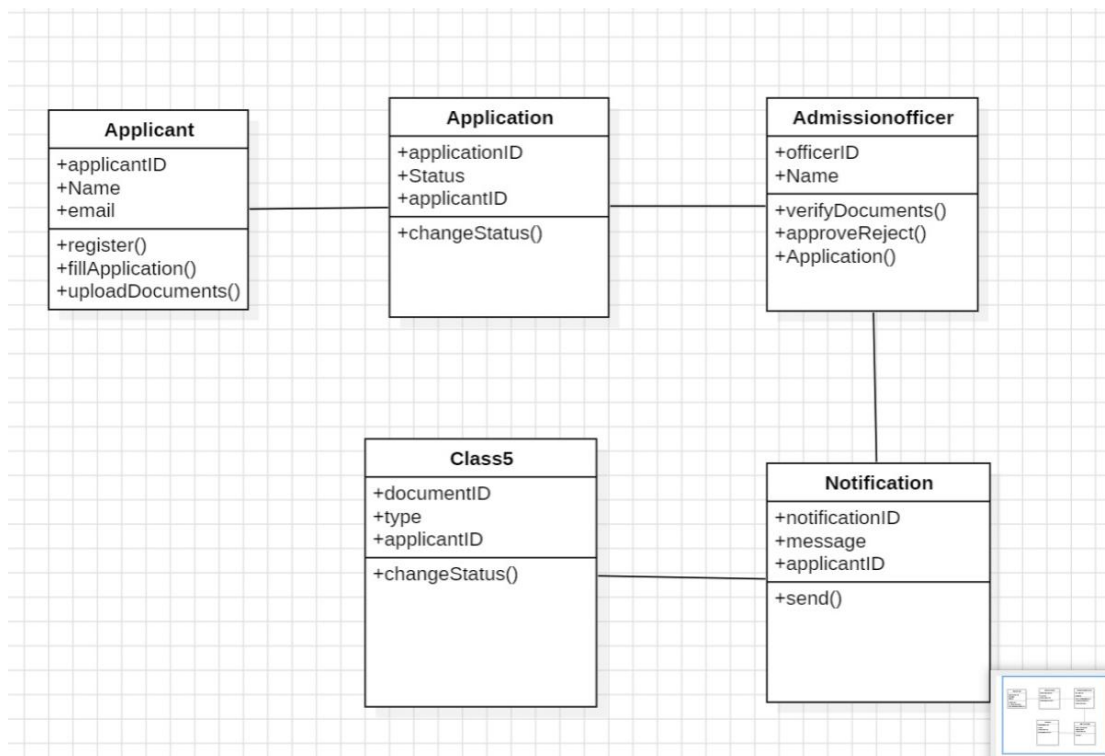 Applicant
+applicantID
+Name
+email
+register()
+fillApplication()
+uploadDocuments()
Application
+applicationID
+Status
+applicantID
+changeStatus()
Admissionofficer
+officerID
+Name
+verifyDocuments()
+approveReject()
+Application()
Class5
+documentID
+type
+applicantID
+changeStatus()
Notification
+notificationID
+message
+applicantID
+send()